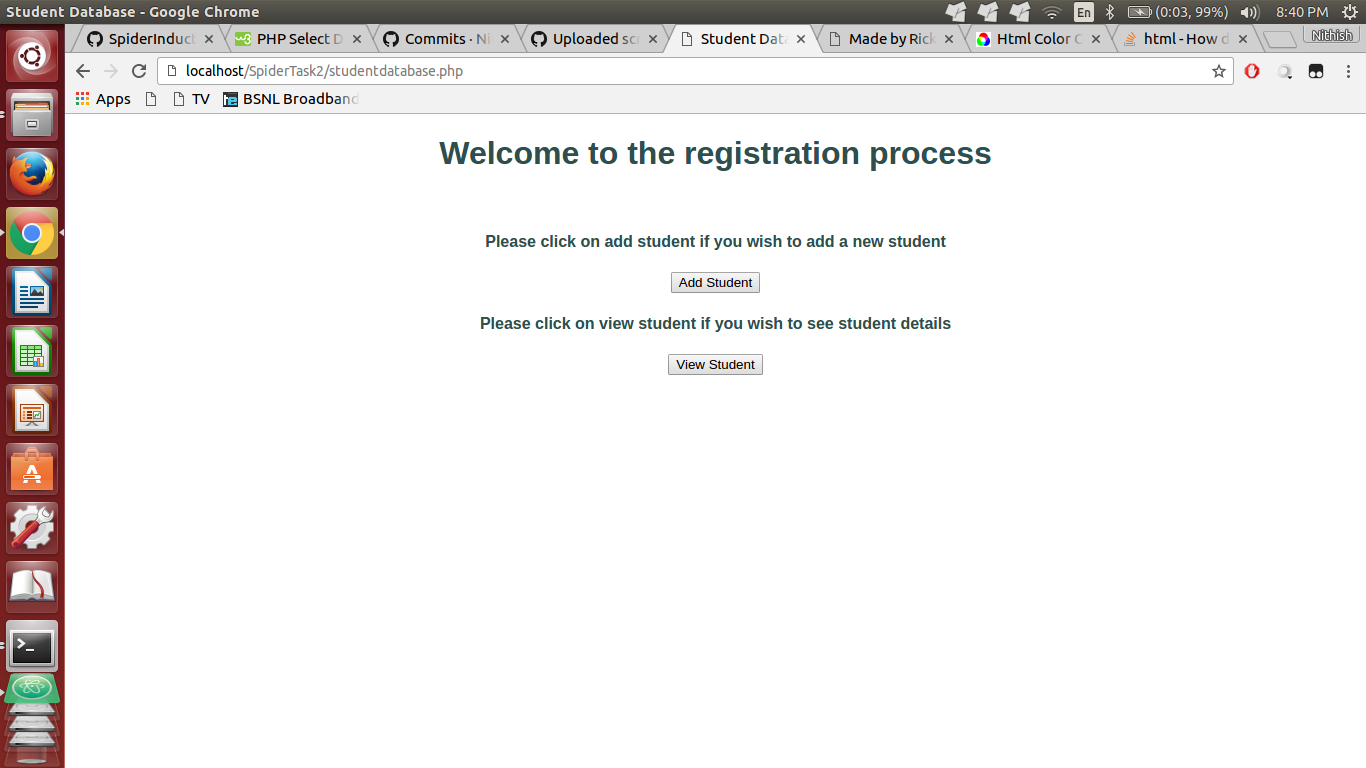 Student Database - Google Chrome
En (0:03, 99%) 8:40 PM
SpiderInduct PHP Select D Commits · Ni Uploaded scr Student Data Made by Rick Html Color C html - How d Nithish
localhost/SpiderTask2/studentdatabase.php
Apps TV BSNL Broadband
Welcome to the registration process
Please click on add student if you wish to add a new student
Add Student
Please click on view student if you wish to see student details
View Student